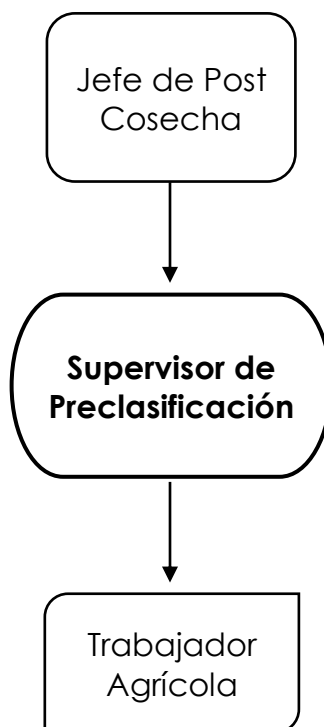 Jefe de Post
Cosecha
Supervisor de
Preclasificación
Trabajador
Agrícola